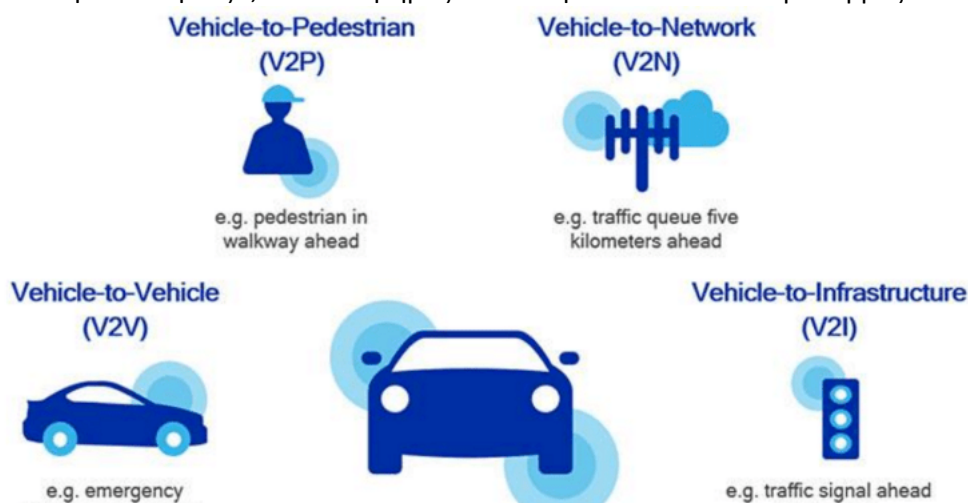 Vehicle-to-Pedestrian
(V2P)
Vehicle-to-Network
(V2N)
e.g. pedestrian in
walkway ahead
e.g. traffic queue five
kilometers ahead
Vehicle-to-Vehicle
(V2V)
Vehicle-to-Infrastructure
(V2I)
e.g. emergency
e.g. traffic signal ahead